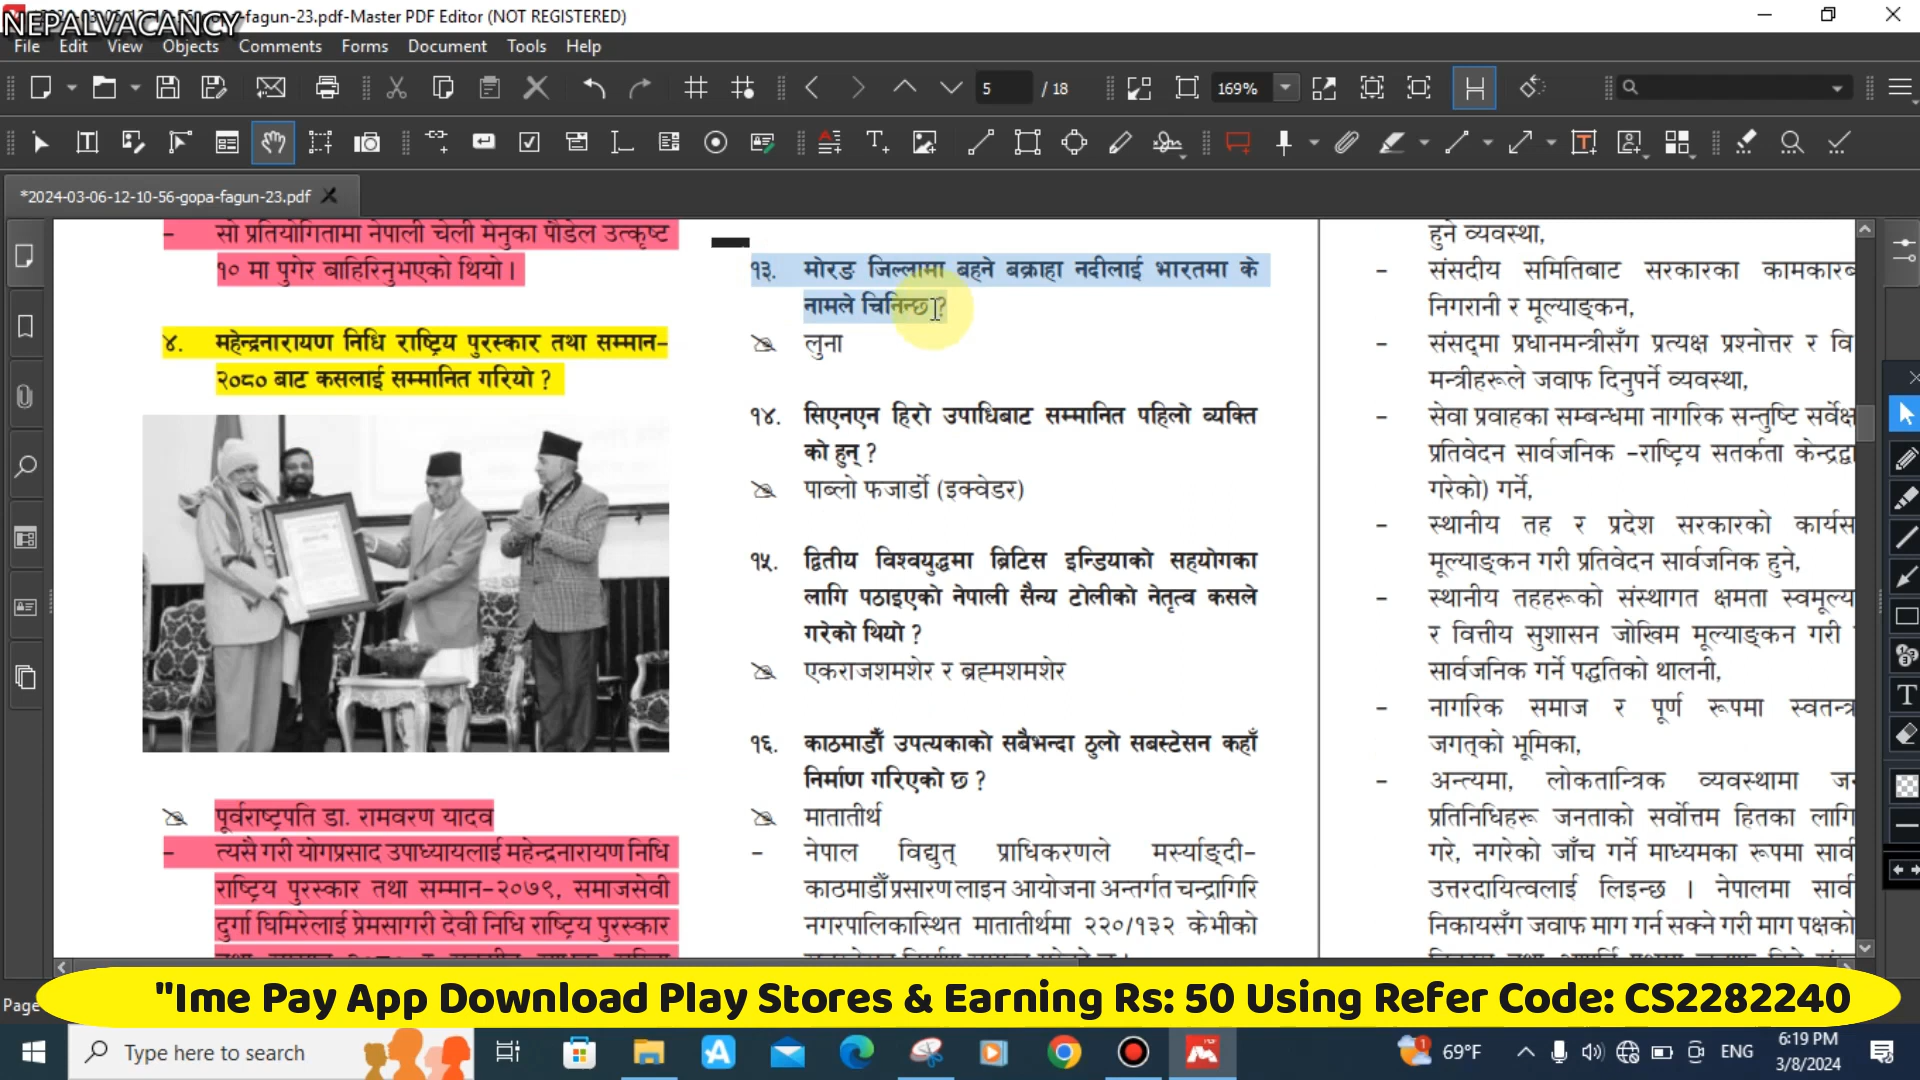 NEPALVACANCY
2024-03-06-12-10-56-gopa-fagun-23.pdf-Master PDF Editor (NOT REGISTERED)
File Edit View Objects Comments Forms Document Tools Help
5 / 18
169%
*2024-03-06-12-10-56-gopa-fagun-23.pdf
- सो प्रतियोगितामा नेपाली चेली मेनुका पौडेल उत्कृष्ट
१० मा पुगेर बाहिरिनुभएको थियो ।
४. महेन्द्रनारायण निधि राष्ट्रिय पुरस्कार तथा सम्मान-
२०८० बाट कसलाई सम्मानित गरियो ?
पूर्वराष्ट्रपति डा. रामवरण यादव
- त्यसै गरी योगप्रसाद उपाध्यायलाई महेन्द्रनारायण निधि
राष्ट्रिय पुरस्कार तथा सम्मान-२०७९, समाजसेवी
दुर्गा घिमिरेलाई प्रेमसागरी देवी निधि राष्ट्रिय पुरस्कार
१३. मोरङ जिल्लामा बहने बक्राहा नदीलाई भारतमा के
नामले चिनिन्छ ?
लुना
१४. सिएनएन हिरो उपाधिबाट सम्मानित पहिलो व्यक्ति
को हुन् ?
पाब्लो फजार्डो (इक्वेडर)
१५. द्वितीय विश्वयुद्धमा ब्रिटिस इन्डियाको सहयोगका
लागि पठाइएको नेपाली सैन्य टोलीको नेतृत्व कसले
गरेको थियो ?
एकराजशमशेर र ब्रह्मशमशेर
१६. काठमाडौँ उपत्यकाको सबैभन्दा ठुलो सबस्टेसन कहाँ
निर्माण गरिएको छ ?
मातातीर्थ
- नेपाल विद्युत् प्राधिकरणले मर्स्याङ्दी-
काठमाडौँ प्रसारण लाइन आयोजना अन्तर्गत चन्द्रागिरि
नगरपालिकास्थित मातातीर्थमा २२०/१३२ केभीको
हुने व्यवस्था,
- संसदीय समितिबाट सरकारका कामकारब
निगरानी र मूल्याङ्कन,
- संसद्मा प्रधानमन्त्रीसँग प्रत्यक्ष प्रश्नोत्तर र वि
मन्त्रीहरूले जवाफ दिनुपर्ने व्यवस्था,
- सेवा प्रवाहका सम्बन्धमा नागरिक सन्तुष्टि सर्वेक्ष
प्रतिवेदन सार्वजनिक -राष्ट्रिय सतर्कता केन्द्रद्वा
गरेको) गर्ने,
- स्थानीय तह र प्रदेश सरकारको कार्यस
मूल्याङ्कन गरी प्रतिवेदन सार्वजनिक हुने,
- स्थानीय तहहरूको संस्थागत क्षमता स्वमूल्या
र वित्तीय सुशासन जोखिम मूल्याङ्कन गरी
सार्वजनिक गर्ने पद्धतिको थालनी,
- नागरिक समाज र पूर्ण रूपमा स्वतन्त्र
जगत्को भूमिका,
- अन्त्यमा, लोकतान्त्रिक व्यवस्थामा जन
प्रतिनिधिहरू जनताको सर्वोत्तम हितका लागि
गरे, नगरेको जाँच गर्ने माध्यमका रूपमा सार्व
उत्तरदायित्वलाई लिइन्छ । नेपालमा सार्व
निकायसँग जवाफ माग गर्न सक्ने गरी माग पक्षको
Page
"Ime Pay App Download Play Stores & Earning Rs: 50 Using Refer Code: CS2282240
Type here to search
69°F
ENG
6:19 PM
3/8/2024